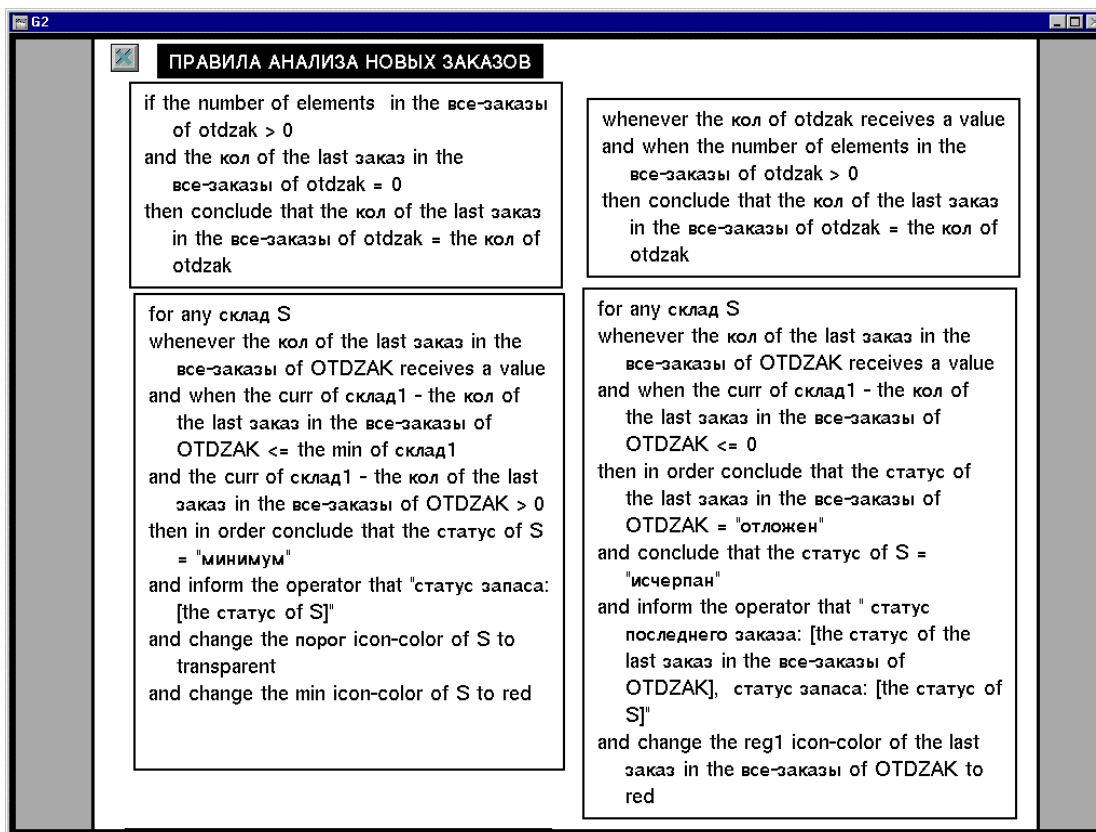 G2
ПРАВИЛА АНАЛИЗА НОВЫХ ЗАКАЗОВ
if the number of elements in the все-заказы
of otdzak > 0
and the кол of the last заказ in the
все-заказы of otdzak = 0
then conclude that the кол of the last заказ
in the все-заказы of otdzak = the кол of
otdzak
whenever the кол of otdzak receives a value
and when the number of elements in the
все-заказы of otdzak > 0
then conclude that the кол of the last заказ
in the все-заказы of otdzak = the кол of
otdzak
for any склад S
whenever the кол of the last заказ in the
все-заказы of OTDZAK receives a value
and when the curr of склад1 - the кол of
the last заказ in the все-заказы of
OTDZAK <= the min of склад1
and the curr of склад1 - the кол of the last
заказ in the все-заказы of OTDZAK > 0
then in order conclude that the статус of S
= "минимум"
and inform the operator that "статус запаса:
[the статус of S]"
and change the порог icon-color of S to
transparent
and change the min icon-color of S to red
for any склад S
whenever the кол of the last заказ in the
все-заказы of OTDZAK receives a value
and when the curr of склад1 - the кол of
the last заказ in the все-заказы of
OTDZAK <= 0
then in order conclude that the статус of
the last заказ in the все-заказы of
OTDZAK = "отложен"
and conclude that the статус of S =
"исчерпан"
and inform the operator that " статус
последнего заказа: [the статус of the
last заказ in the все-заказы of
OTDZAK], статус запаса: [the статус of
S]"
and change the reg1 icon-color of the last
заказ in the все-заказы of OTDZAK to
red